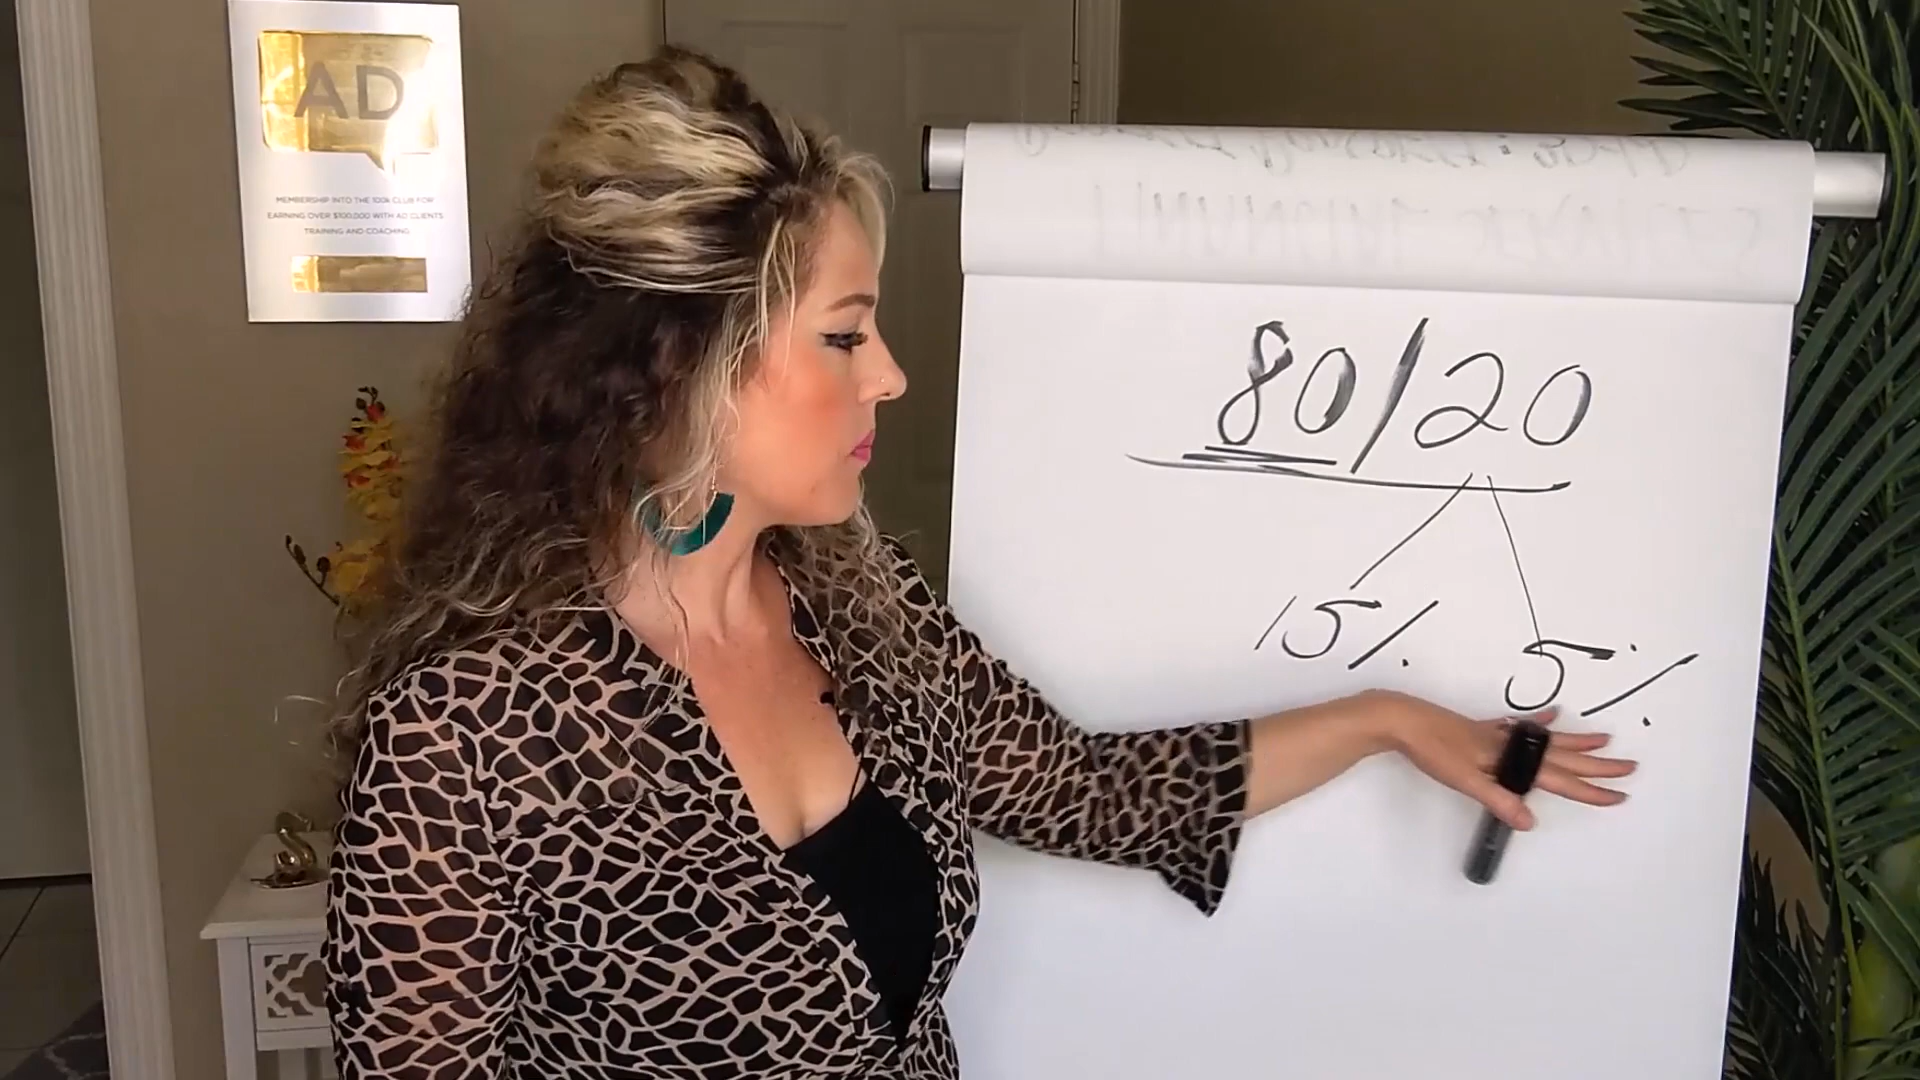 AD
MEMBERSHIP INTO THE 100k CLUB FOR
EARNING OVER $100,000 WITH AD CLIENTS
TRAINING AND COACHING
80/20
15% 5%